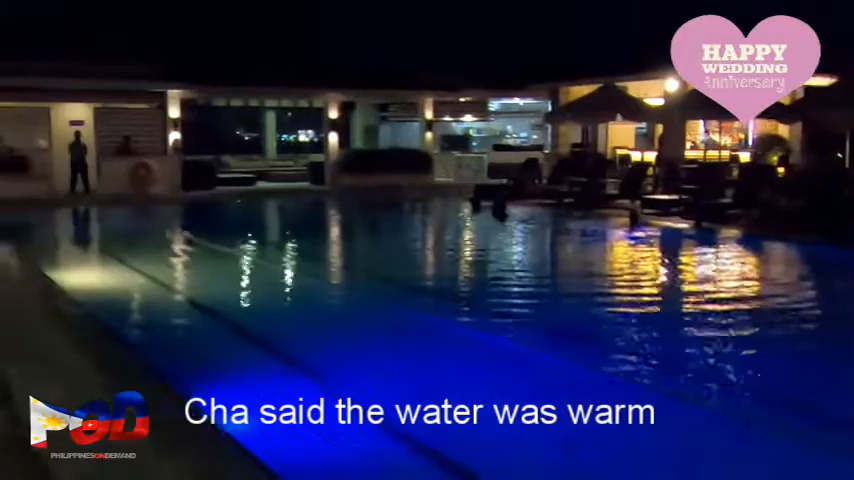 HAPPY
WEDDING
Anniversary
Cha said the water was warm
POD
PHILIPPINESONDEMAND